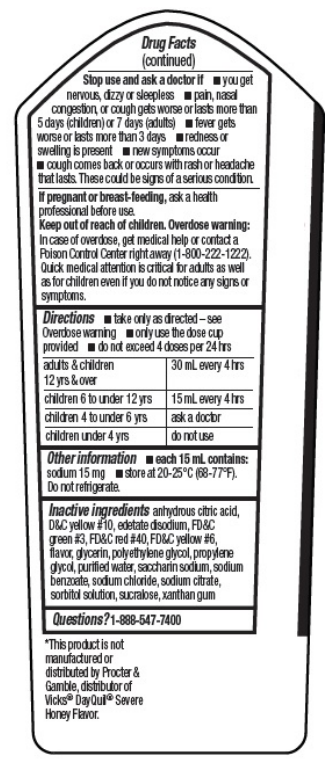 Drug Facts
(continued)
Stop use and ask a doctor if ■ you get
nervous, dizzy or sleepless ■ pain, nasal
congestion, or cough gets worse or lasts more than
5 days (children) or 7 days (adults) ■ fever gets
worse or lasts more than 3 days ■ redness or
swelling is present ■ new symptoms occur
■ cough comes back or occurs with rash or headache
that lasts. These could be signs of a serious condition.
If pregnant or breast-feeding, ask a health
professional before use.
Keep out of reach of children. Overdose warning:
In case of overdose, get medical help or contact a
Poison Control Center right away (1-800-222-1222).
Quick medical attention is critical for adults as well
as for children even if you do not notice any signs or
symptoms.
Directions ■ take only as directed – see
Overdose warning ■ only use the dose cup
provided ■ do not exceed 4 doses per 24 hrs
adults & children 30 mL every 4 hrs
12 yrs & over
children 6 to under 12 yrs 15 mL every 4 hrs
children 4 to under 6 yrs ask a doctor
children under 4 yrs do not use
Other information ■ each 15 mL contains:
sodium 15 mg ■ store at 20-25°C (68-77°F).
Do not refrigerate.
Inactive ingredients anhydrous citric acid,
D&C yellow #10, edetate disodium, FD&C
green #3, FD&C red #40, FD&C yellow #6,
flavor, glycerin, polyethylene glycol, propylene
glycol, purified water, saccharin sodium, sodium
benzoate, sodium chloride, sodium citrate,
sorbitol solution, sucralose, xanthan gum
Questions? 1-888-547-7400
*This product is not
manufactured or
distributed by Procter &
Gamble, distributor of
Vicks® DayQuil® Severe
Honey Flavor.